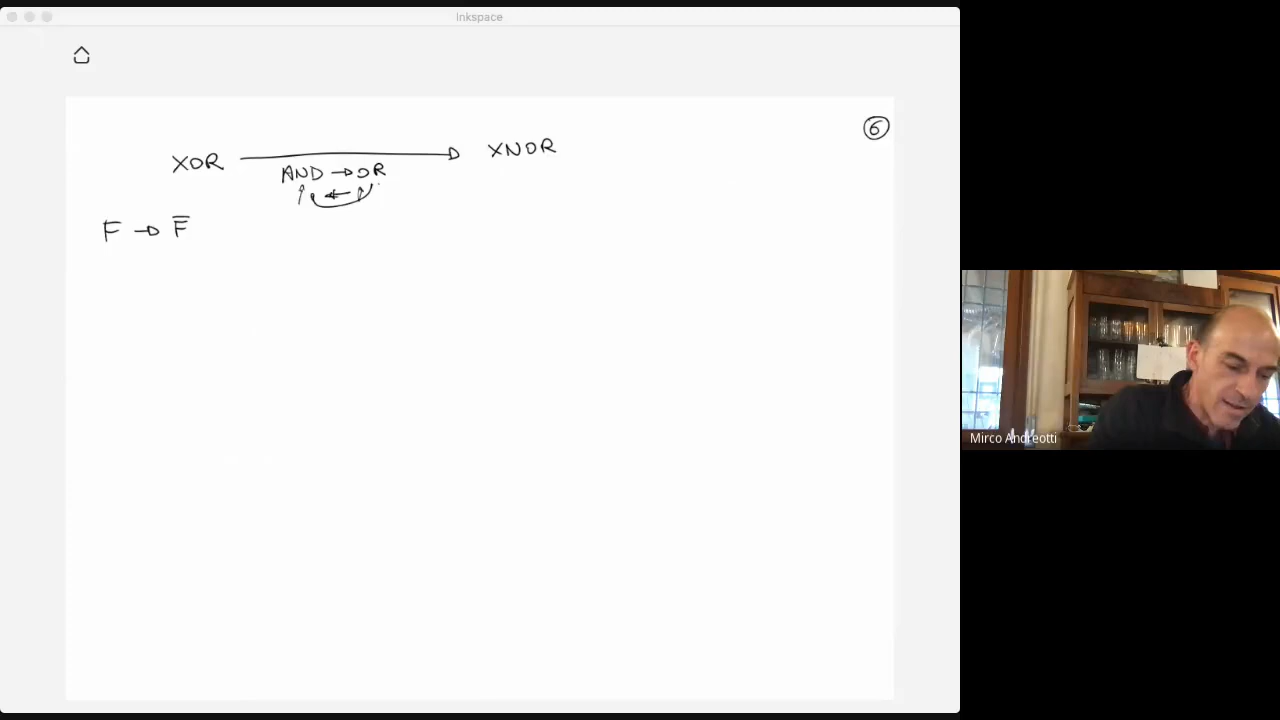 Inkspace
6
XOR → XNOR
AND → OR
F → F̅
Mirco Andreotti